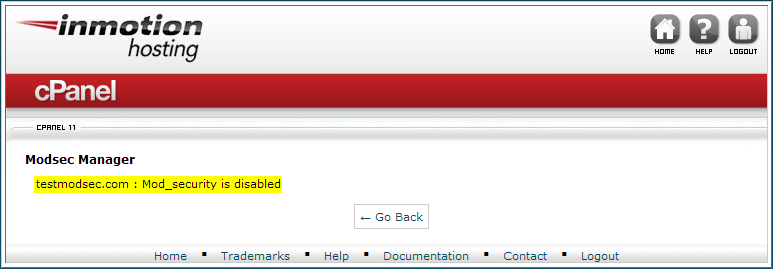 inmotion
hosting
HOME HELP LOGOUT
cPanel
CPANEL 11
Modsec Manager
testmodsec.com : Mod_security is disabled
← Go Back
Home ▪ Trademarks ▪ Help ▪ Documentation ▪ Contact ▪ Logout